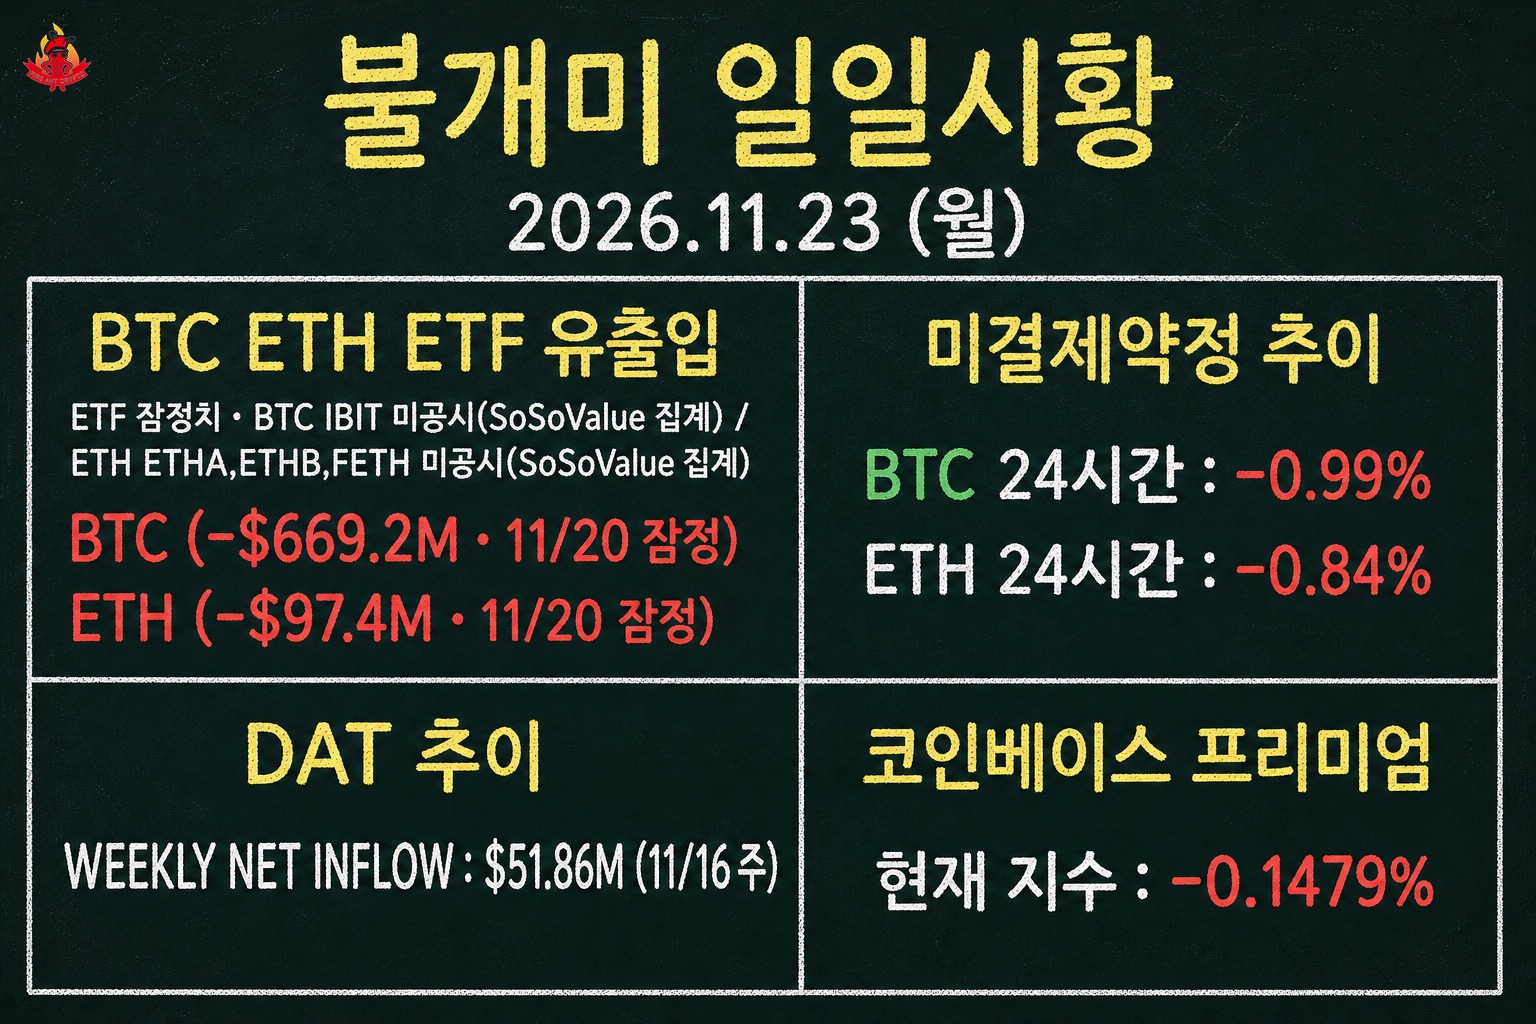 불개미 일일시황
2026.11.23 (월)
BTC ETH ETF 유출입
ETF 잠정치 · BTC IBIT 미공시(SoSoValue 집계) /
ETH ETHA,ETHB,FETH 미공시(SoSoValue 집계)
BTC (-$669.2M · 11/20 잠정)
ETH (-$97.4M · 11/20 잠정)
미결제약정 추이
BTC 24시간 : -0.99%
ETH 24시간 : -0.84%
DAT 추이
WEEKLY NET INFLOW : $51.86M (11/16 주)
코인베이스 프리미엄
현재 지수 : -0.1479%